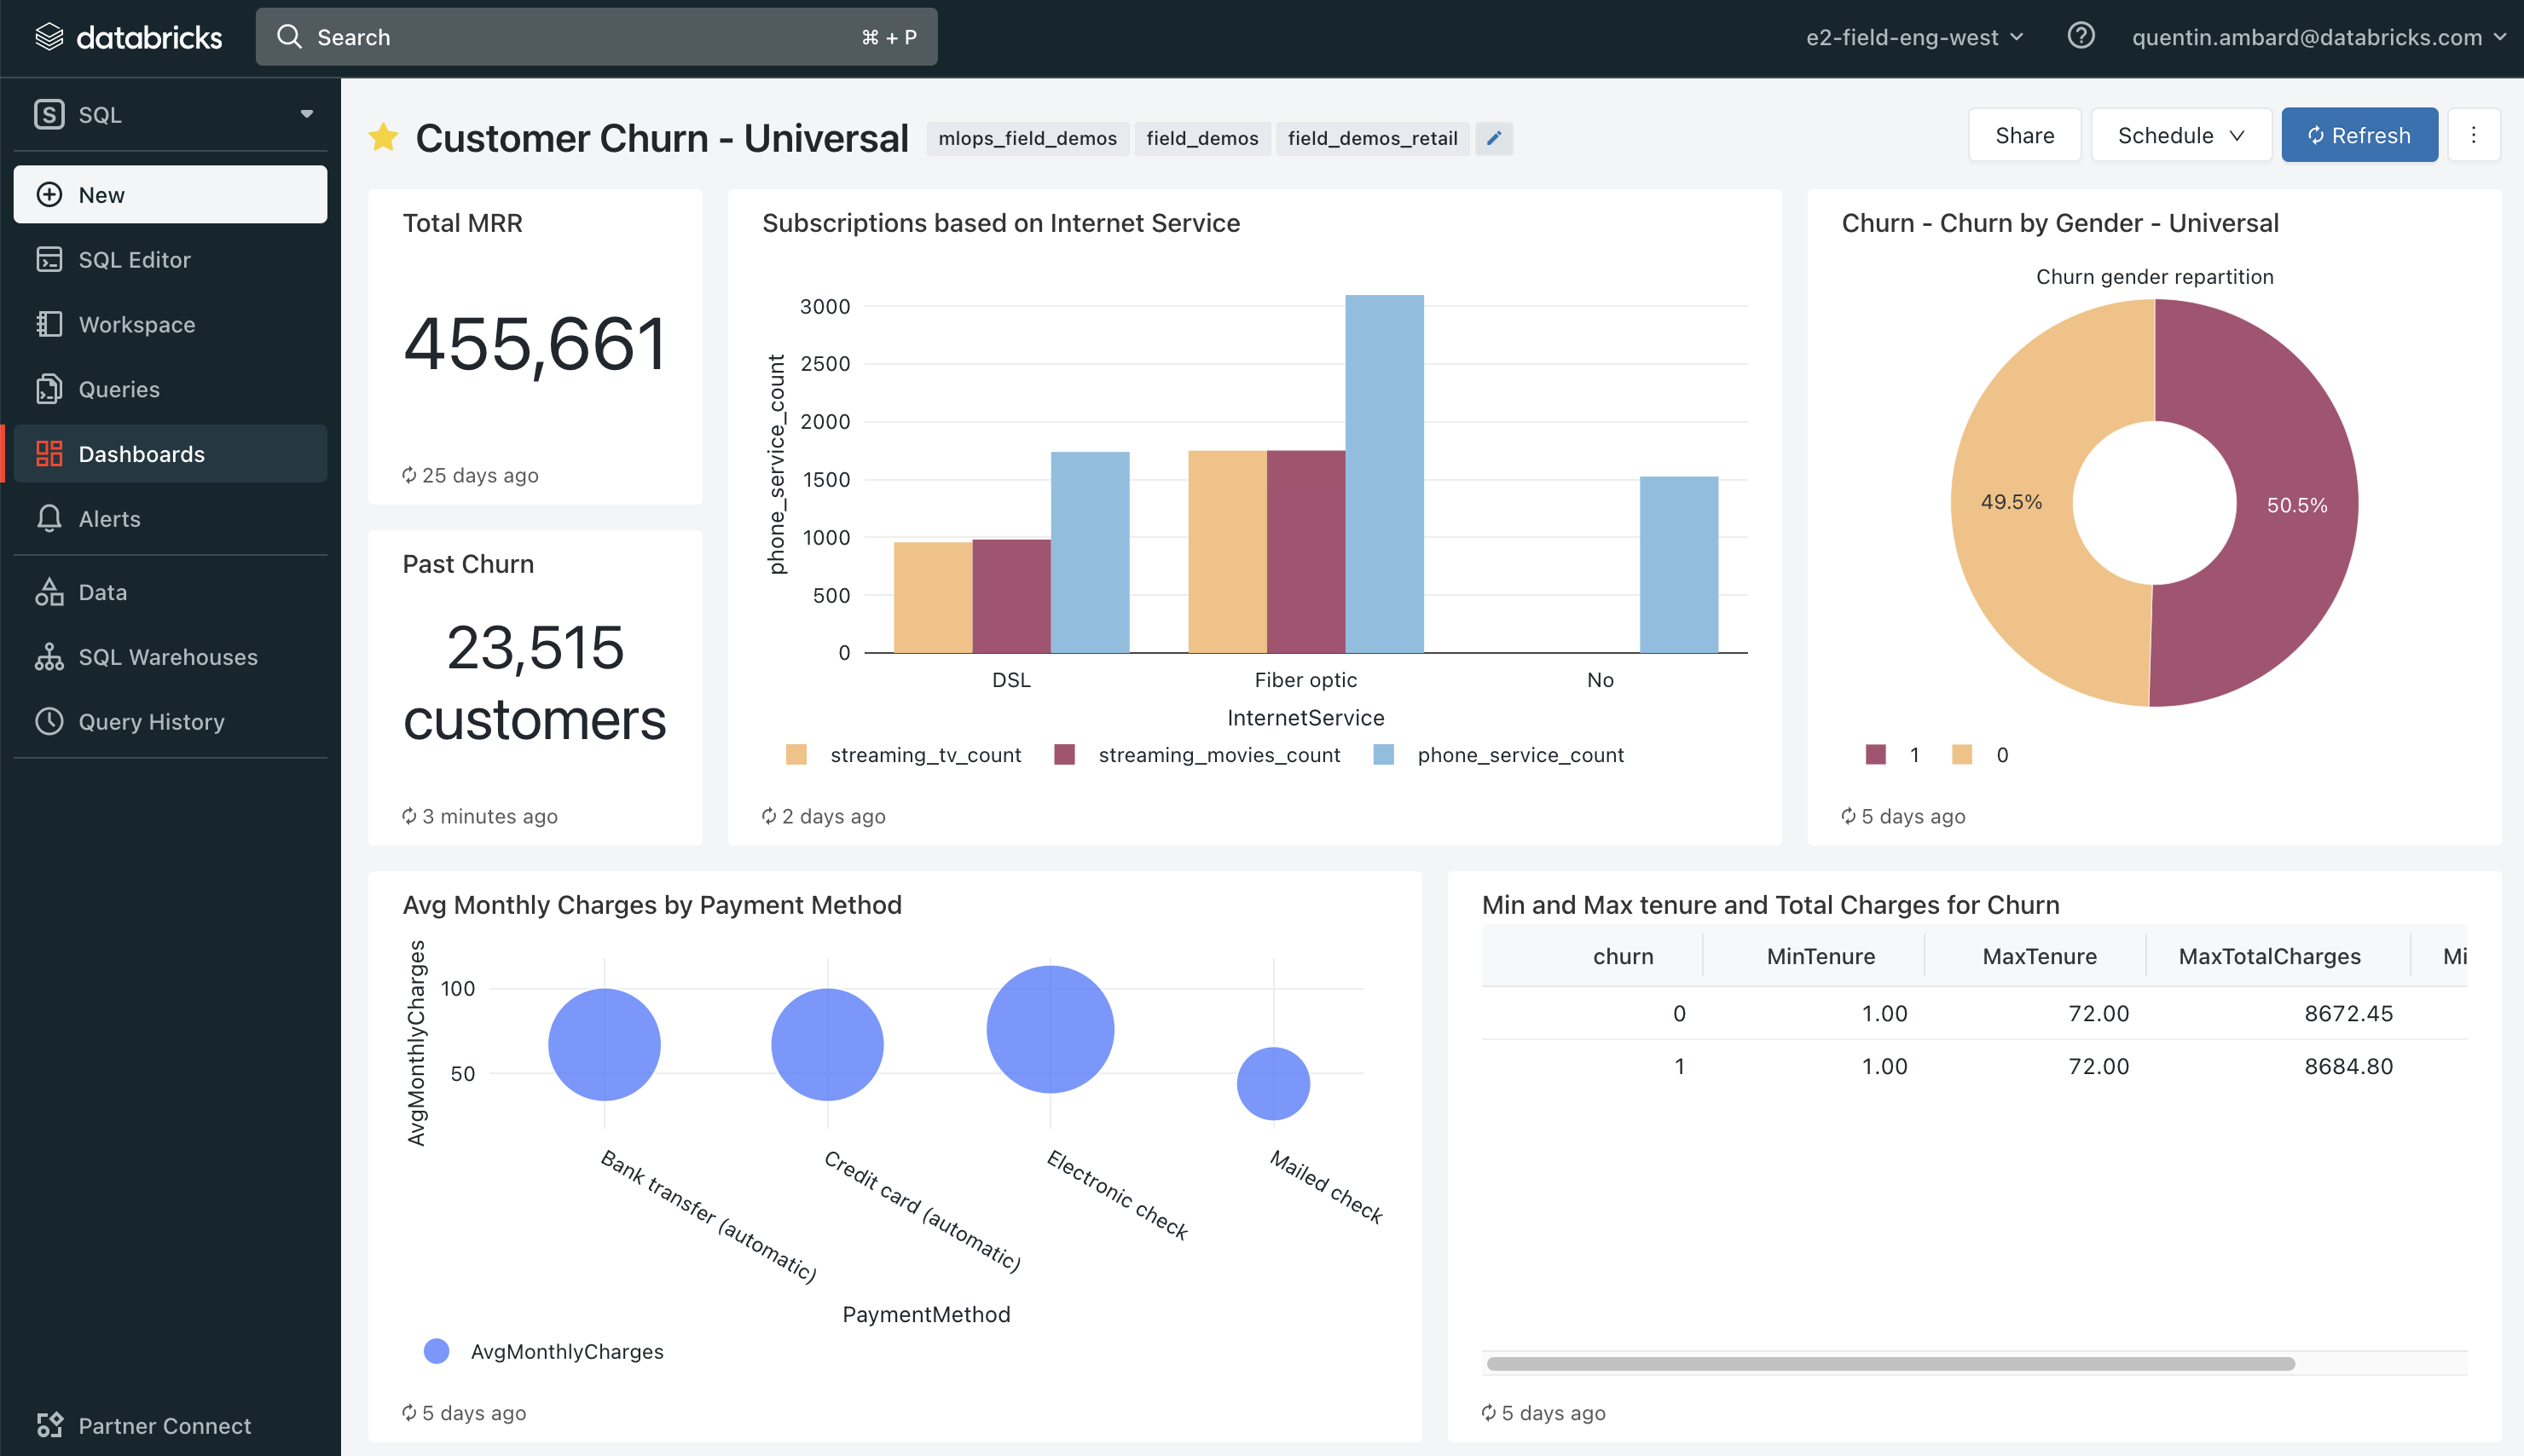 databricks
Search
⌘ + P
e2-field-eng-west
?
quentin.ambard@databricks.com
S SQL
New
SQL Editor
Workspace
Queries
Dashboards
Alerts
Data
SQL Warehouses
Query History
Partner Connect
Customer Churn - Universal
mlops_field_demos
field_demos
field_demos_retail
Share
Schedule
Refresh
Total MRR
455,661
25 days ago
Past Churn
23,515
customers
3 minutes ago
Subscriptions based on Internet Service
phone_service_count
3000
2500
2000
1500
1000
500
0
DSL
Fiber optic
No
InternetService
streaming_tv_count
streaming_movies_count
phone_service_count
2 days ago
Churn - Churn by Gender - Universal
Churn gender repartition
49.5%
50.5%
1
0
5 days ago
Avg Monthly Charges by Payment Method
AvgMonthlyCharges
100
50
Bank transfer (automatic)
Credit card (automatic)
Electronic check
Mailed check
PaymentMethod
AvgMonthlyCharges
5 days ago
Min and Max tenure and Total Charges for Churn
churn MinTenure MaxTenure MaxTotalCharges Mi
0 1.00 72.00 8672.45
1 1.00 72.00 8684.80
5 days ago